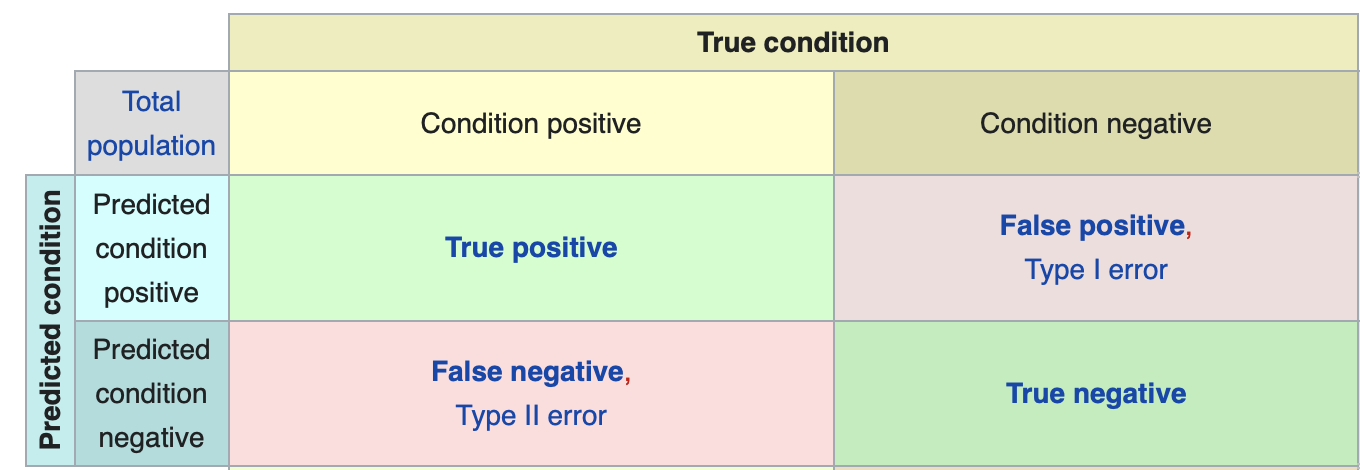 True condition
Total
population
Condition positive
Condition negative
Predicted condition
Predicted
condition
positive
True positive
False positive,
Type I error
Predicted
condition
negative
False negative,
Type II error
True negative